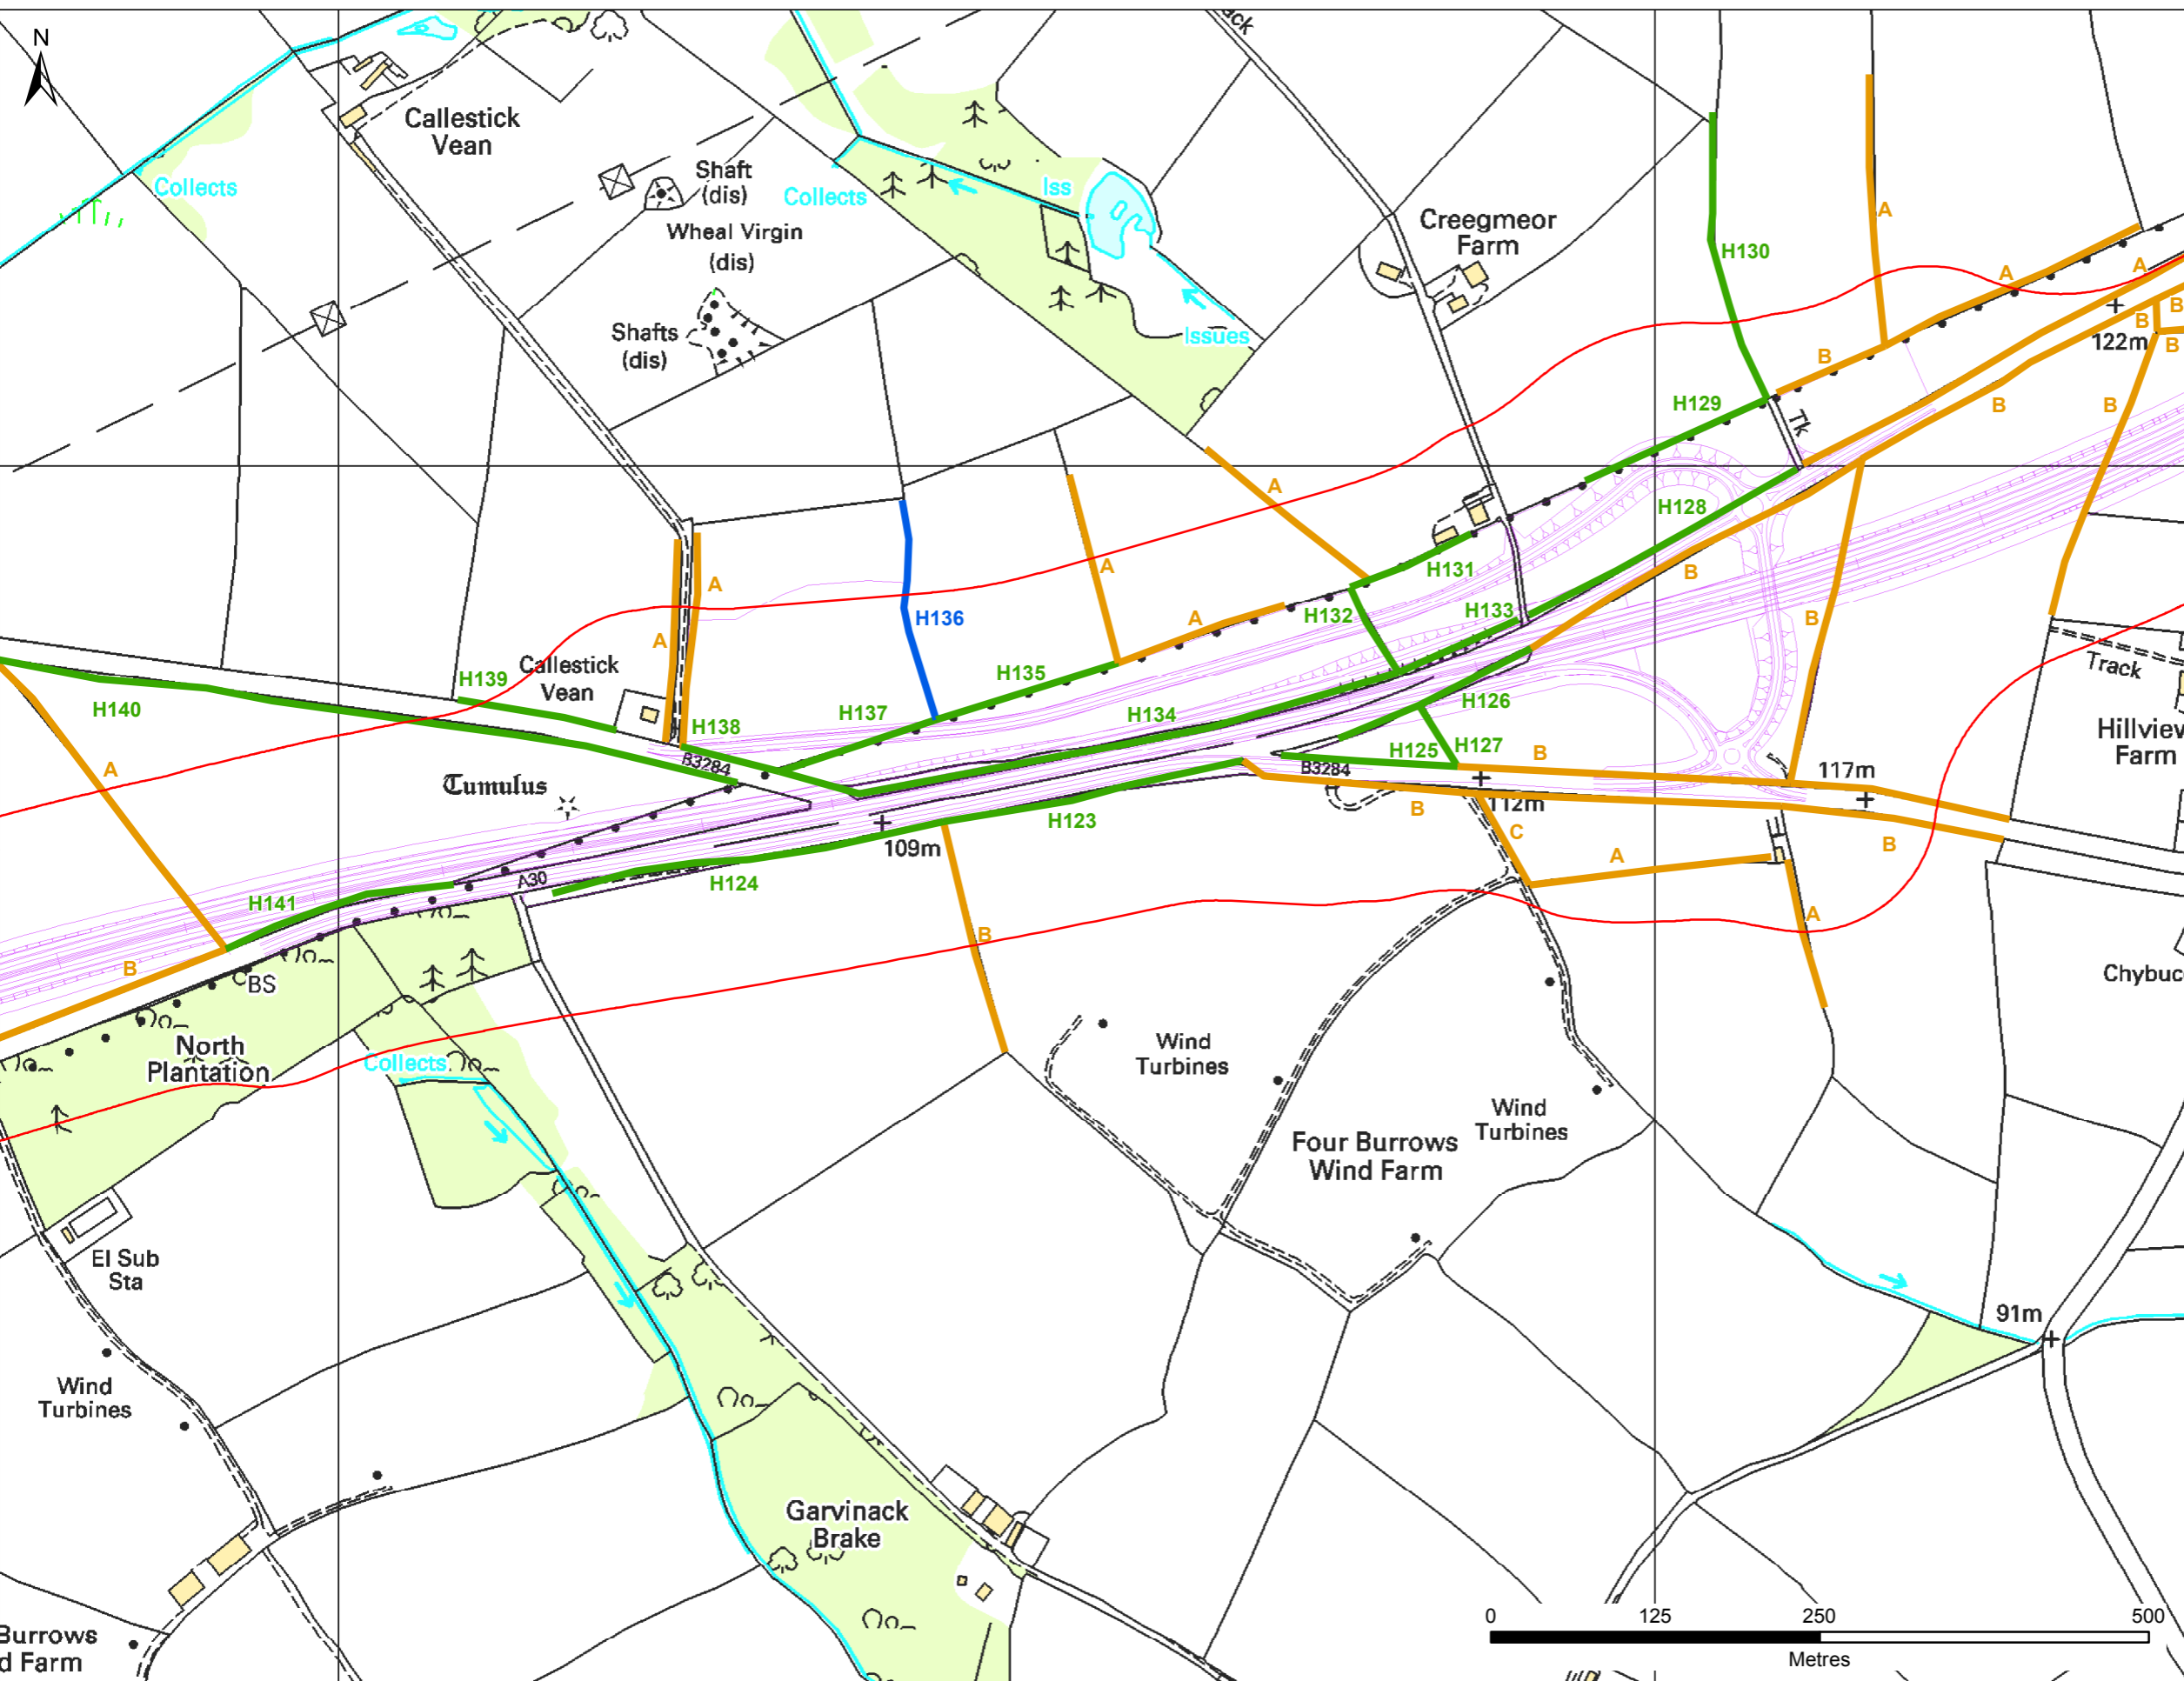 N
ack
Callestick
Vean
Collects
Shaft
(dis)
Collects
Iss
Wheal Virgin
(dis)
Creegmeor
Farm
A
H130
A
A
Shafts
(dis)
Issues
B
B
122m
B
B
H129
B
B
Tk
A
H128
A
A
H136
A
H131
B
H132
H133
A
B
A
Callestick
Vean
H139
H135
Track
H140
H137
H134
H126
H138
H125
H127
B
Hillview
Farm
A
B3284
B3284
117m
Tumulus
112m
B
H123
C
B
109m
A
A30
H124
H141
A
B
B
BS
Chybuc
North
Plantation
Collects
Wind
Turbines
Wind
Turbines
Four Burrows
Wind Farm
El Sub
Sta
91m
Wind
Turbines
Garvinack
Brake
Burrows
d Farm
0 125 250 500
Metres